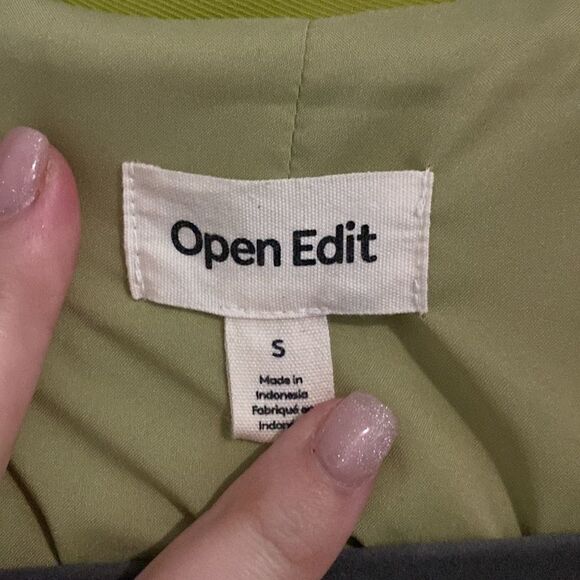 Open Edit
S
Made in
Indonesia
Fabriqué